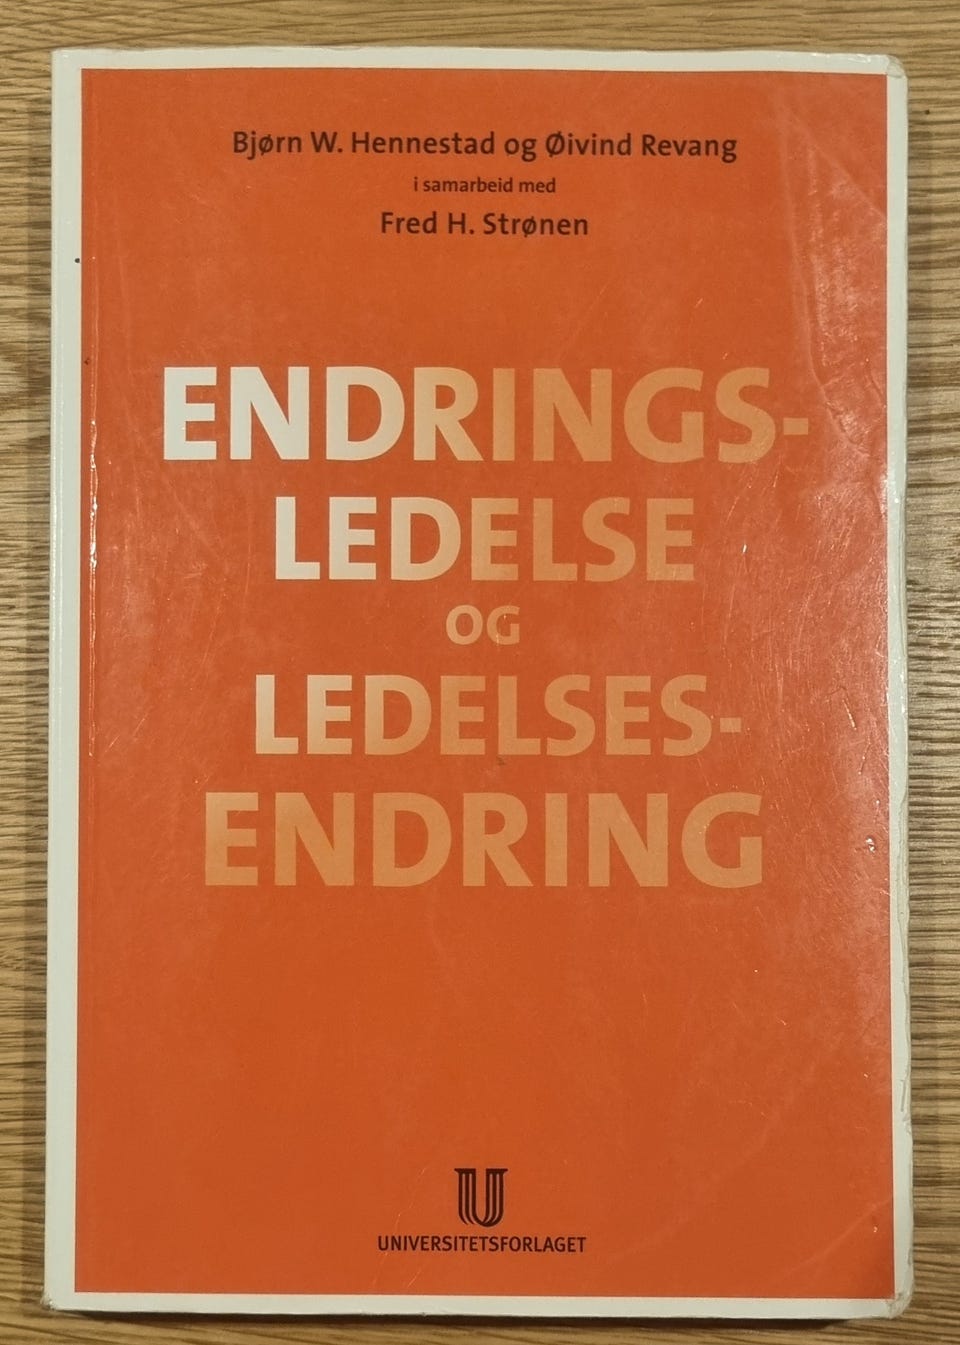 Bjørn W. Hennestad og Øivind Revang
i samarbeid med
Fred H. Strønen
ENDRINGS-
LEDELSE
OG
LEDELSES-
ENDRING
UNIVERSITETSFORLAGET